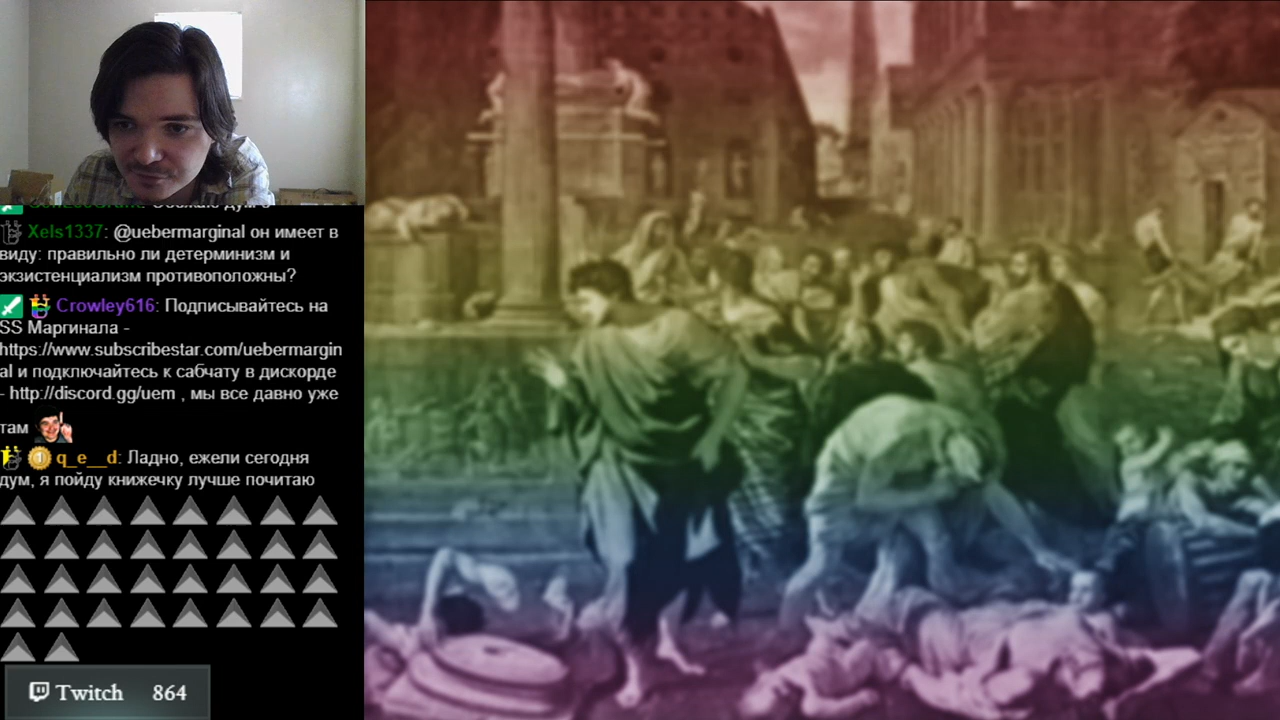 Xels1337: @uebermarginal он имеет в
виду: правильно ли детерминизм и
экзистенциализм противоположны?
Crowley616: Подписывайтесь на
SS Маргинала -
https://www.subscribestar.com/uebermargin
al и подключайтесь к сабчату в дискорде
- http://discord.gg/uem , мы все давно уже
там
q_e__d: Ладно, ежели сегодня
дум, я пойду книжечку лучше почитаю
Twitch 864